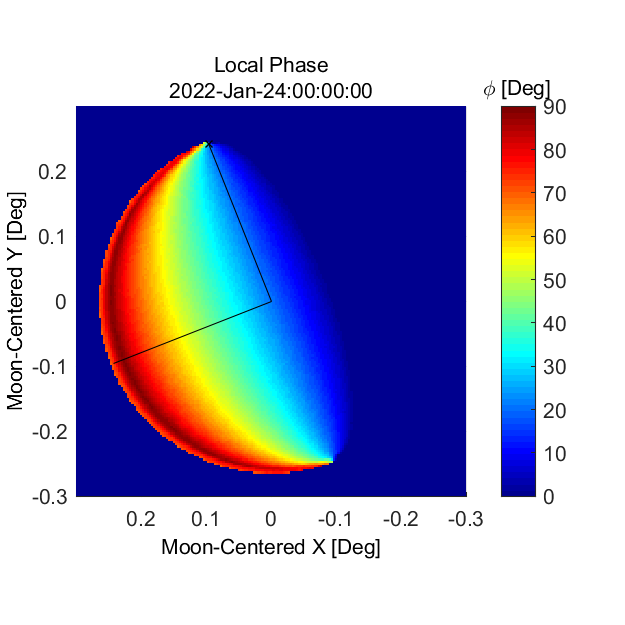 Local Phase
2022-Jan-24:00:00:00:00
ϕ [Deg]
90
80
70
60
50
40
30
20
10
0
Moon-Centered Y [Deg]
0.2
0.1
0
-0.1
-0.2
-0.3
0.2 0.1 0 -0.1 -0.2 -0.3
Moon-Centered X [Deg]